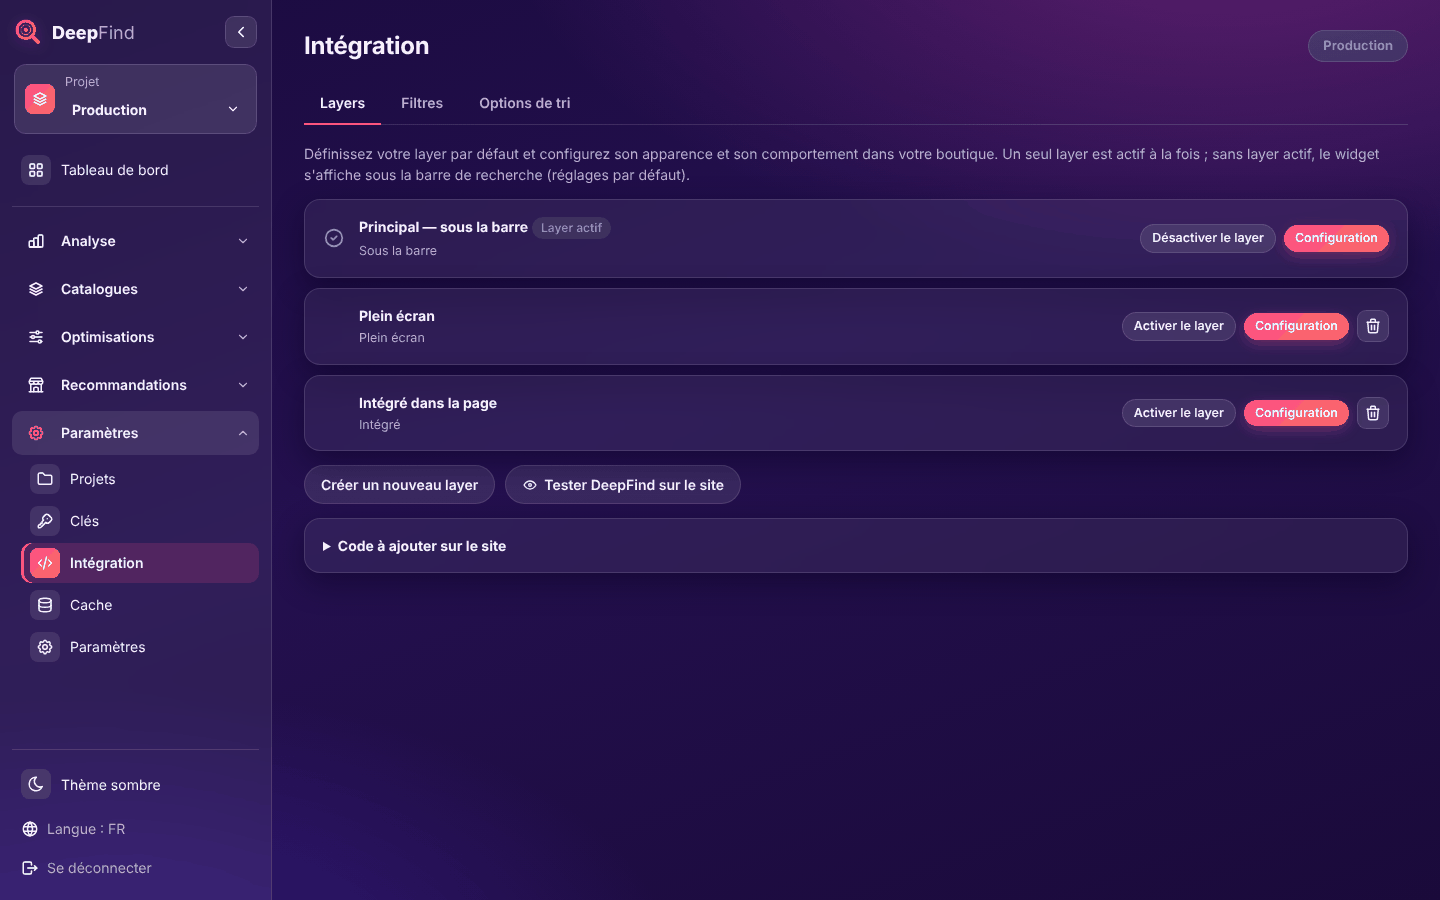 DeepFind
Projet
Production
Tableau de bord
Analyse
Catalogues
Optimisations
Recommandations
Paramètres
Projets
Clés
Intégration
Cache
Paramètres
Thème sombre
Langue : FR
Se déconnecter
Intégration
Production
Layers
Filtres
Options de tri
Définissez votre layer par défaut et configurez son apparence et son comportement dans votre boutique. Un seul layer est actif à la fois ; sans layer actif, le widget
s'affiche sous la barre de recherche (réglages par défaut).
Principal — sous la barre Layer actif
Sous la barre
Désactiver le layer
Configuration
Plein écran
Plein écran
Activer le layer
Configuration
Intégré dans la page
Intégré
Activer le layer
Configuration
Créer un nouveau layer
Tester DeepFind sur le site
Code à ajouter sur le site